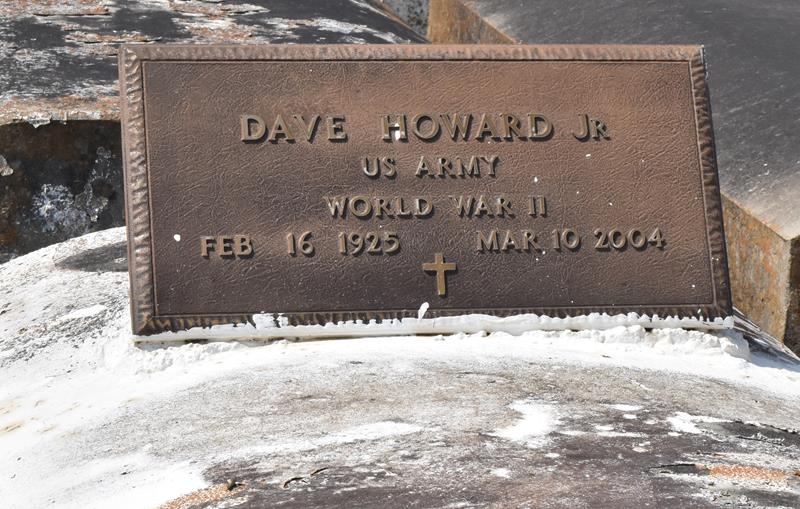 DAVE HOWARD JR
US ARMY
WORLD WAR II
FEB 16 1925 MAR 10 2004